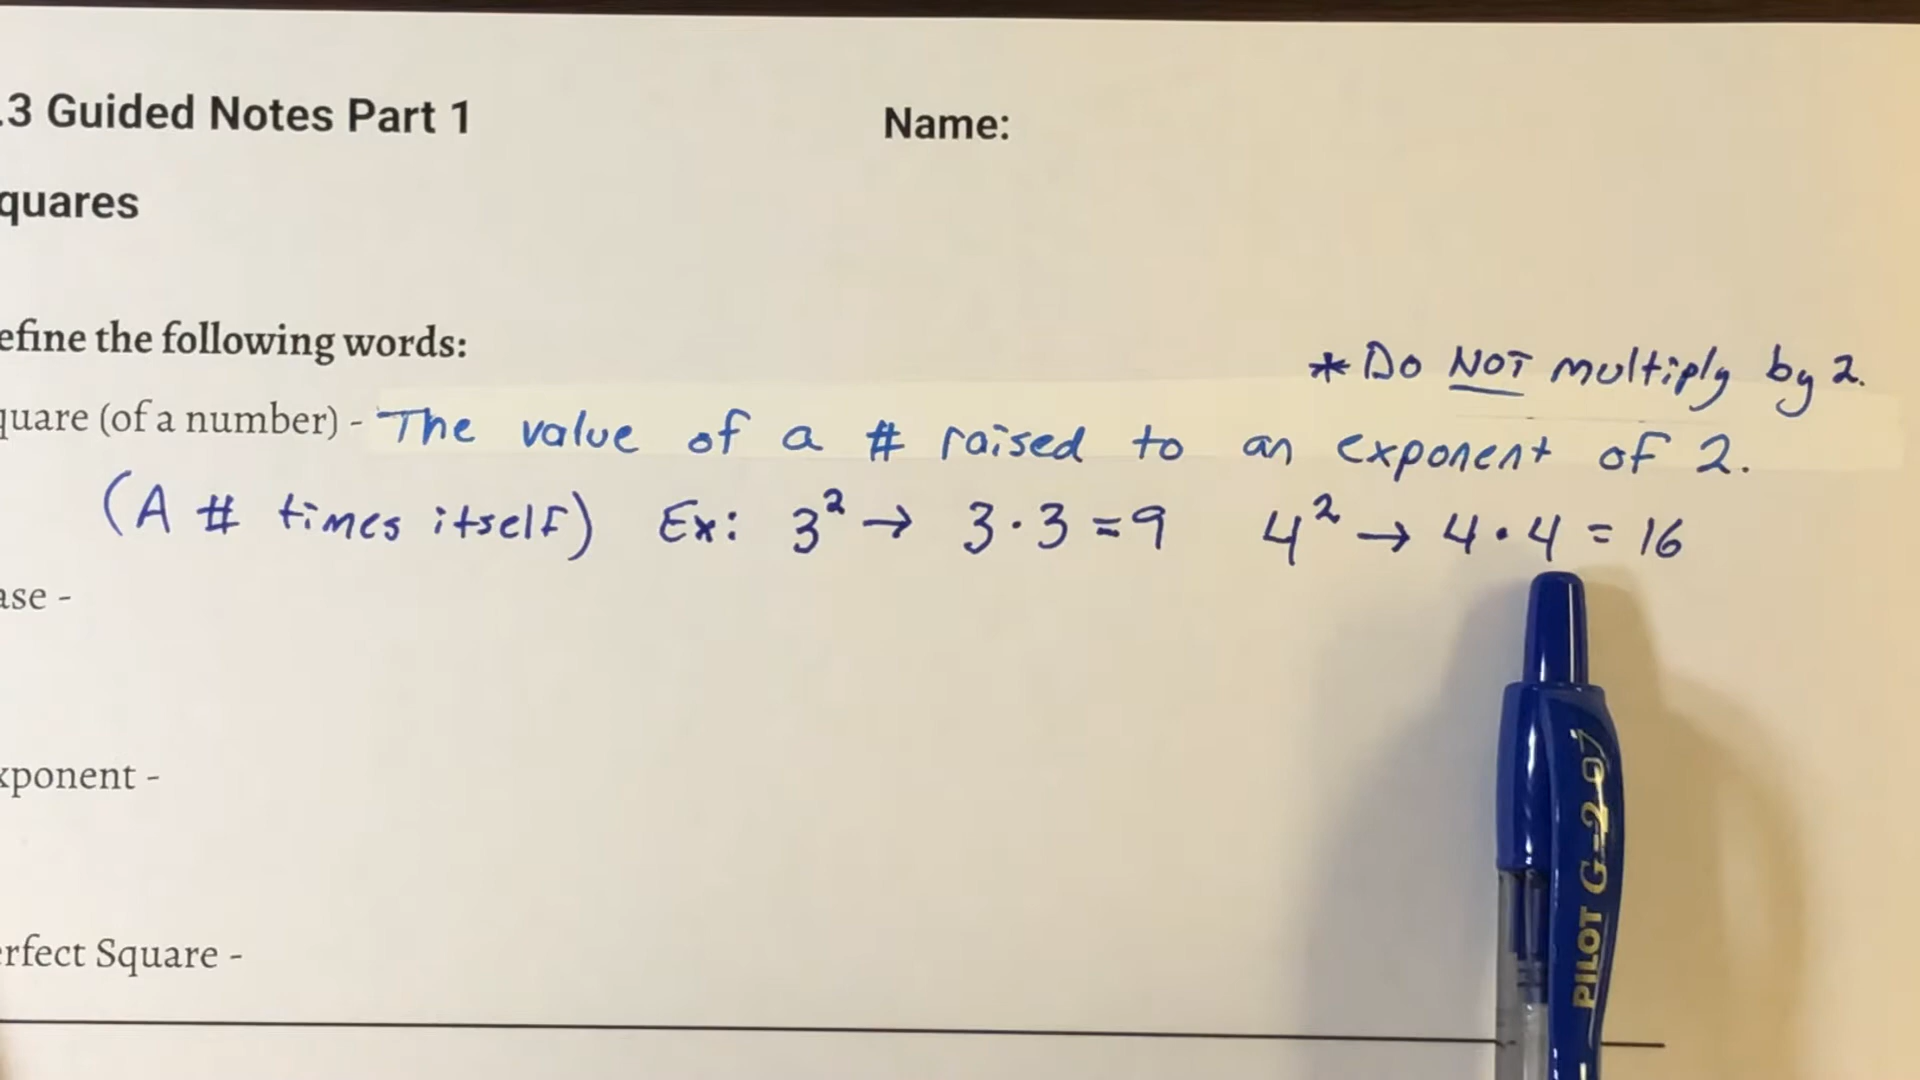 .3 Guided Notes Part 1 Name:
quares
efine the following words:
* Do NOT multiply by 2.
quare (of a number) - The value of a # raised to an exponent of 2.
(A # times itself) Ex: 3² → 3·3=9 4² → 4·4 = 16
ase -
xponent -
erfect Square -
PILOT G-2 07